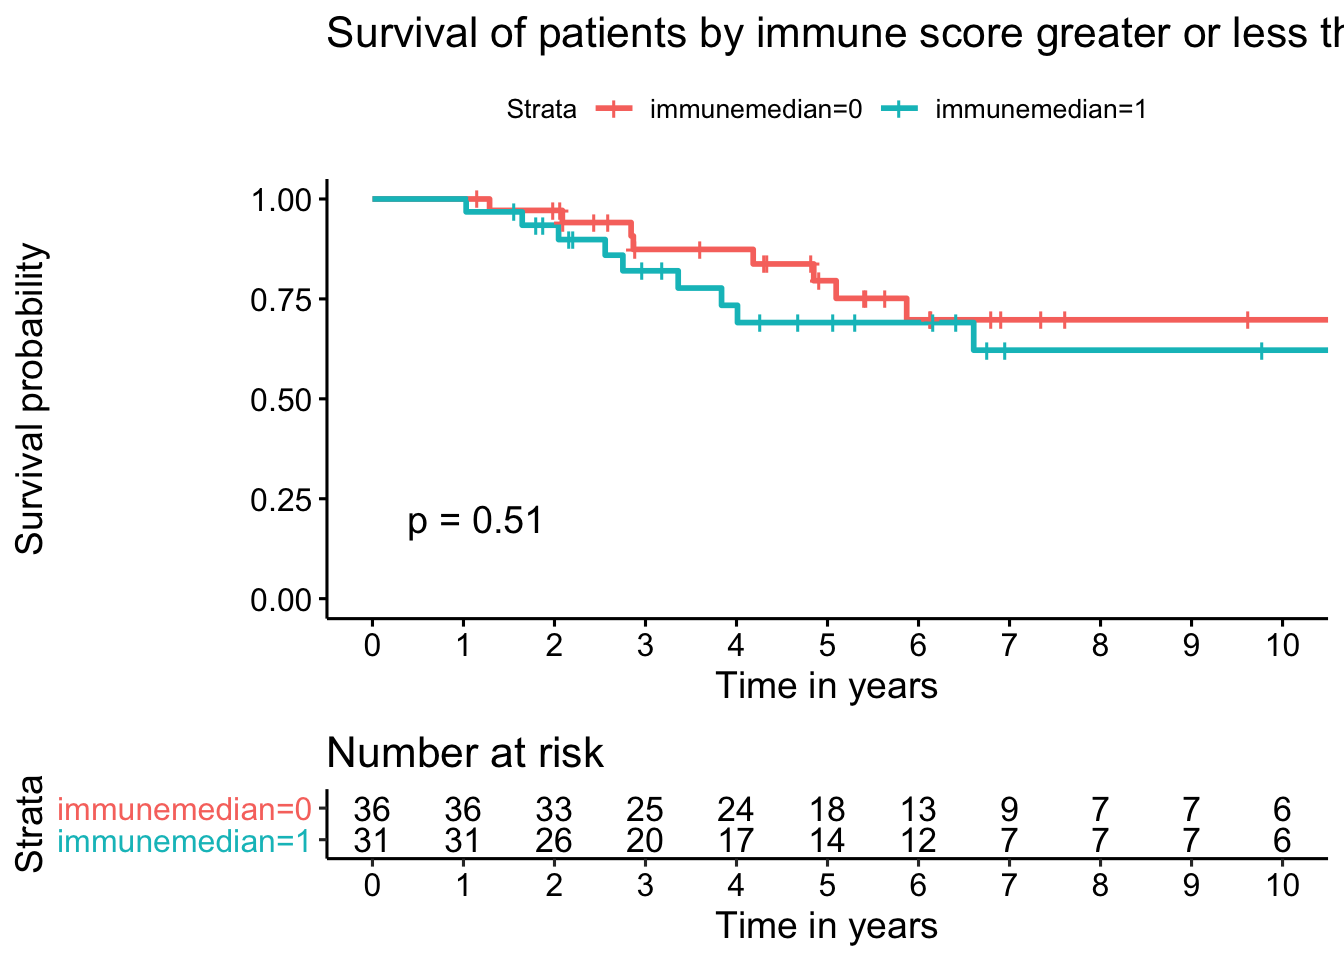 Survival of patients by immune score greater or less
Strata immunemedian=0 immunemedian=1
Survival probability
1.00
0.75
0.50
0.25
0.00
p = 0.51
0 1 2 3 4 5 6 7 8 9 10
Time in years
Number at risk
Strata
immunemedian=0 36 36 33 25 24 18 13 9 7 7 6
immunemedian=1 31 31 26 20 17 14 12 7 7 7 6
0 1 2 3 4 5 6 7 8 9 10
Time in years